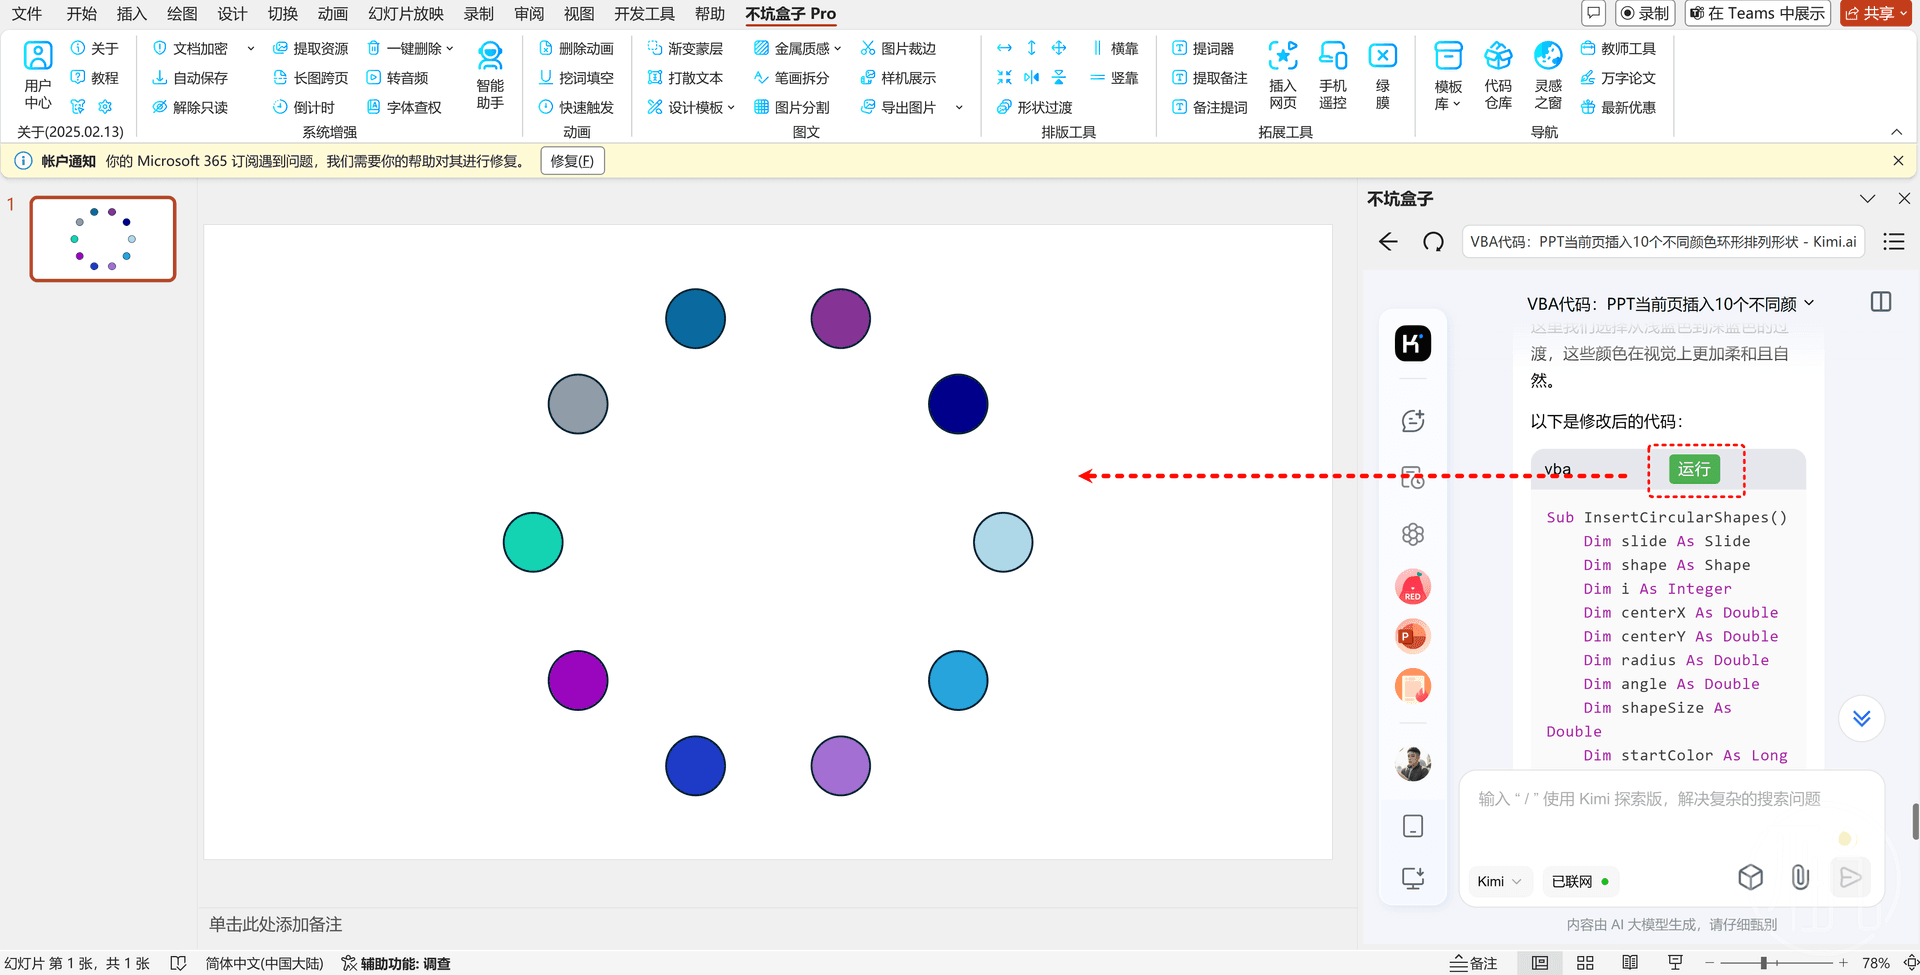 文件 开始 插入 绘图 设计 切换 动画 幻灯片放映 录制 审阅 视图 开发工具 帮助 不坑盒子 Pro 录制 在 Teams 中展示 共享
用户中心 关于 教程
关于(2025.02.13)
文档加密 提取资源 一键删除
自动保存 长图跨页 转音频
解除只读 倒计时 字体查权
智能助手
系统增强
删除动画
挖词填空
快速触发
动画
渐变蒙层 金属质感 图片裁边
打散文本 笔画拆分 样机展示
设计模板 图片分割 导出图片
图文
横靠
竖靠
形状过渡
排版工具
提词器
提取备注
备注提词
插入网页 手机遥控 绿膜
拓展工具
模板库 代码仓库 灵感之窗
教师工具
万字论文
最新优惠
导航
帐户通知 你的 Microsoft 365 订阅遇到问题，我们需要你的帮助对其进行修复。 修复(F)
1
不坑盒子
VBA代码：PPT当前页插入10个不同颜色环形排列形状 - Kimi.ai
VBA代码：PPT当前页插入10个不同颜
这里我们选择从浅蓝色到深蓝色的过
渡，这些颜色在视觉上更加柔和且自
然。
以下是修改后的代码：
vba 运行
Sub InsertCircularShapes()
Dim slide As Slide
Dim shape As Shape
Dim i As Integer
Dim centerX As Double
Dim centerY As Double
Dim radius As Double
Dim angle As Double
Dim shapeSize As
Double
Dim startColor As Long
RED
P
输入 “ / ” 使用 Kimi 探索版，解决复杂的搜索问题
Kimi 已联网
内容由 AI 大模型生成，请仔细甄别
单击此处添加备注
幻灯片 第 1 张，共 1 张 简体中文(中国大陆) 辅助功能: 调查 备注 78%